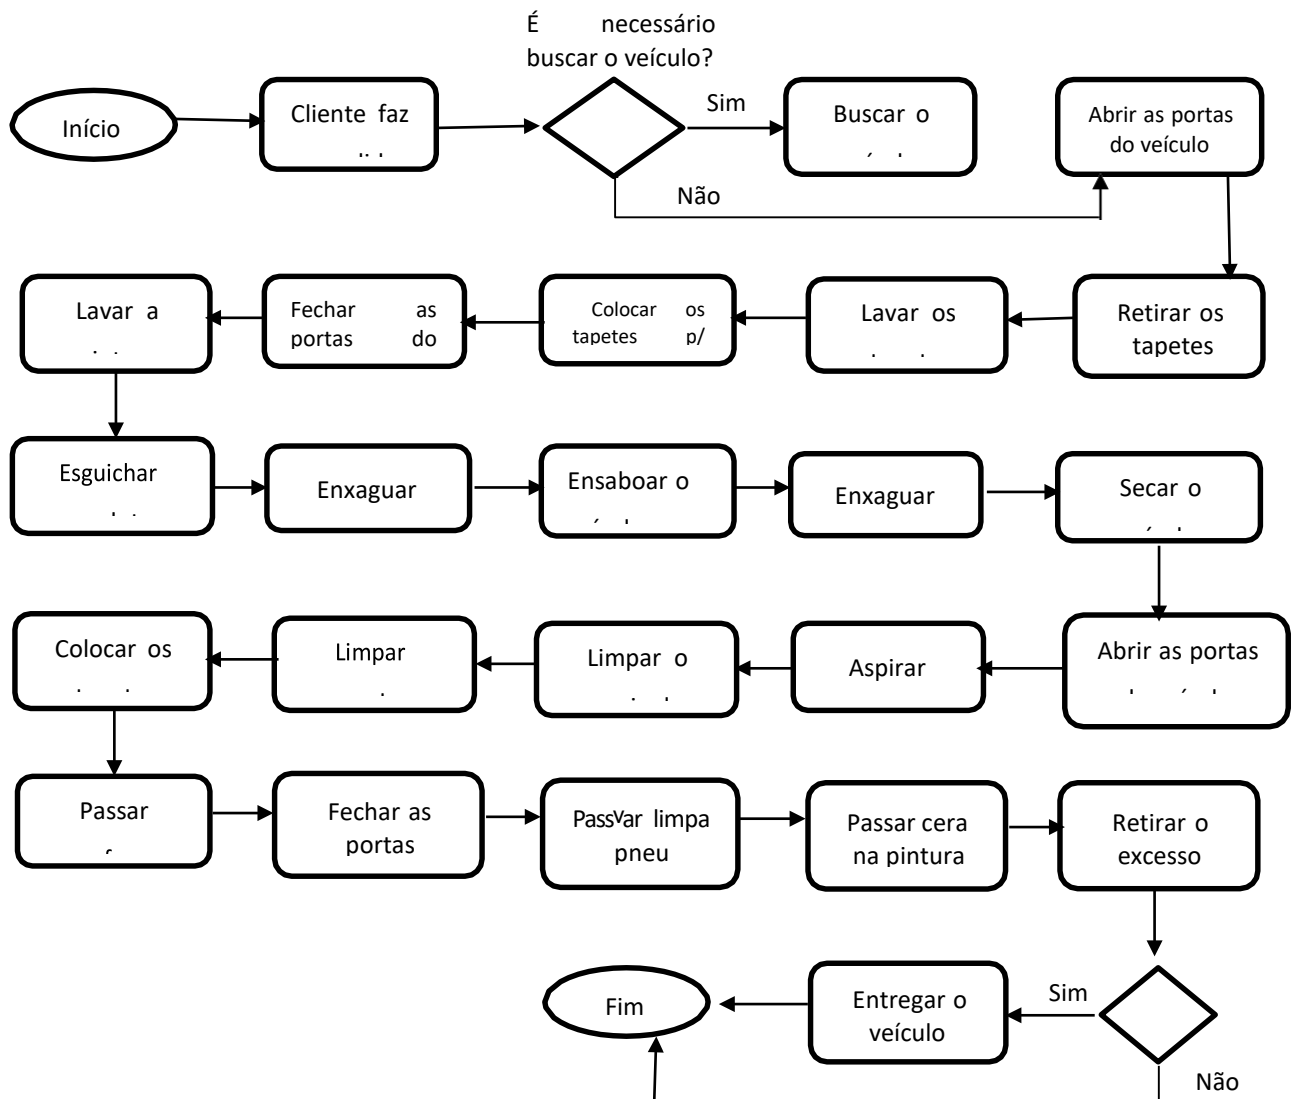 É necessário
buscar o veículo?
Início
Cliente faz
Sim
Buscar o
Abrir as portas
do veículo
Não
Lavar a
Fechar as
portas do
Colocar os
tapetes p/
Lavar os
Retirar os
tapetes
Esguichar
Enxaguar
Ensaboar o
Enxaguar
Secar o
Colocar os
Limpar
Limpar o
Aspirar
Abrir as portas
Passar
Fechar as
portas
PassVar limpa
pneu
Passar cera
na pintura
Retirar o
excesso
Fim
Entregar o
veículo
Sim
Não